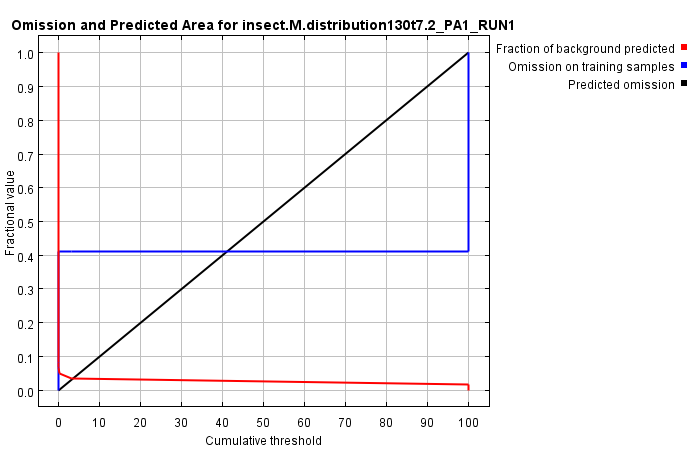 Omission and Predicted Area for insect.M.distribution130t7.2_PA1_RUN1
Fraction of background predicted
Omission on training samples
Predicted omission
Fractional value
1.0
0.9
0.8
0.7
0.6
0.5
0.4
0.3
0.2
0.1
0.0
0 10 20 30 40 50 60 70 80 90 100
Cumulative threshold